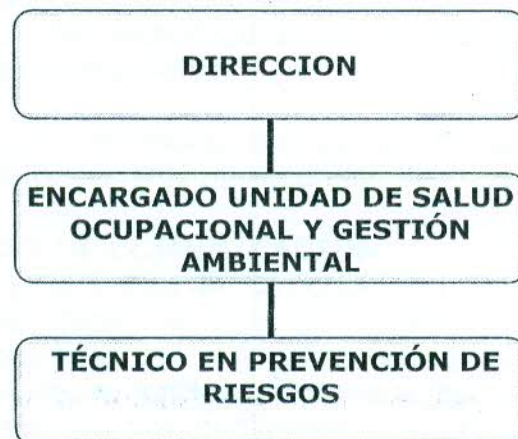 DIRECCION
ENCARGADO UNIDAD DE SALUD
OCUPACIONAL Y GESTIÓN
AMBIENTAL
TÉCNICO EN PREVENCIÓN DE
RIESGOS